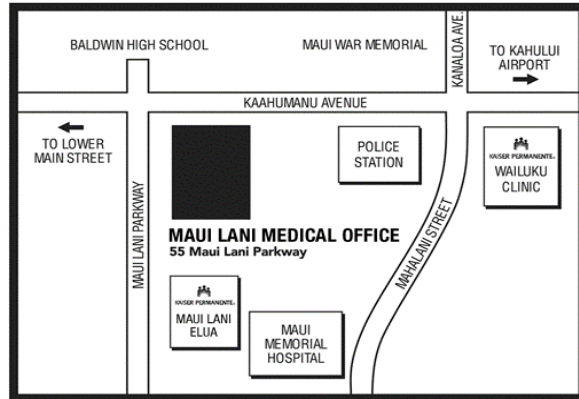 BALDWIN HIGH SCHOOL
MAUI WAR MEMORIAL
KANALOA AVE.
TO KAHULUI
AIRPORT
KAAHUMANU AVENUE
TO LOWER
MAIN STREET
MAUI LANI PARKWAY
POLICE
STATION
KAISER PERMANENTE®
WAILUKU
CLINIC
MAUI LANI MEDICAL OFFICE
55 Maui Lani Parkway
MAHALANI STREET
KAISER PERMANENTE®
MAUI LANI
ELUA
MAUI
MEMORIAL
HOSPITAL